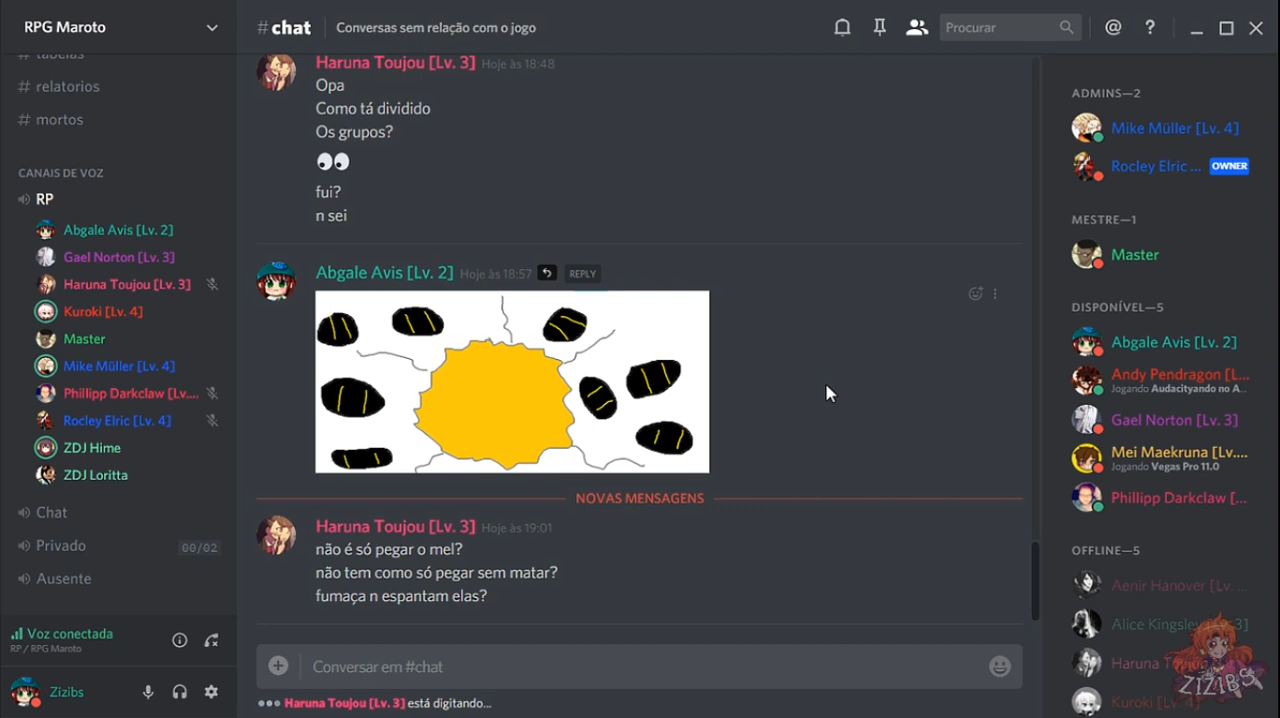 RPG Maroto
#chat
Conversas sem relação com o jogo
Procurar
# tabelas
# relatorios
# mortos
CANAIS DE VOZ
RP
Abgale Avis [Lv. 2]
Gael Norton [Lv. 3]
Haruna Toujou [Lv. 3]
Kuroki [Lv. 4]
Master
Mike Müller [Lv. 4]
Phillipp Darkclaw [Lv....
Rocley Elric [Lv. 4]
ZDJ Hime
ZDJ Loritta
Chat
Privado
00/02
Ausente
Voz conectada
RP / RPG Maroto
Zizibs
Haruna Toujou [Lv. 3] Hoje às 18:48
Opa
Como tá dividido
Os grupos?
fui?
n sei
Abgale Avis [Lv. 2] Hoje às 18:57 REPLY
NOVAS MENSAGENS
Haruna Toujou [Lv. 3] Hoje às 19:01
não é só pegar o mel?
não tem como só pegar sem matar?
fumaça n espantam elas?
Conversar em #chat
Haruna Toujou [Lv. 3] está digitando...
ADMINS—2
Mike Müller [Lv. 4]
Rocley Elric ... OWNER
MESTRE—1
Master
DISPONÍVEL—5
Abgale Avis [Lv. 2]
Andy Pendragon [L...
Jogando Audacityando no A...
Gael Norton [Lv. 3]
Mei Maekruna [Lv....
Jogando Vegas Pro 11.0
Phillipp Darkclaw [...
OFFLINE—5
Aenir Hanover [Lv. ...
Alice Kingsley [Lv. 3]
Haruna
Kuroki [Lv. 4]
ZIZIBS